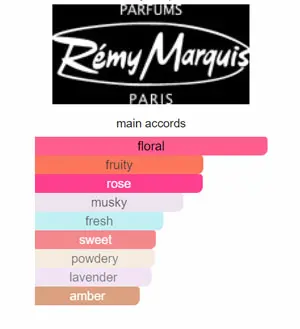 PARFUMS
Rémy Marquis
PARIS
main accords
floral
fruity
rose
musky
fresh
sweet
powdery
lavender
amber